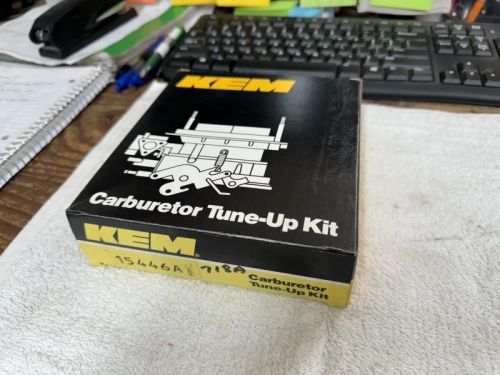 KEM
Carburetor Tune-Up Kit
KEM
15446A 718A
Carburetor
Tune-Up Kit